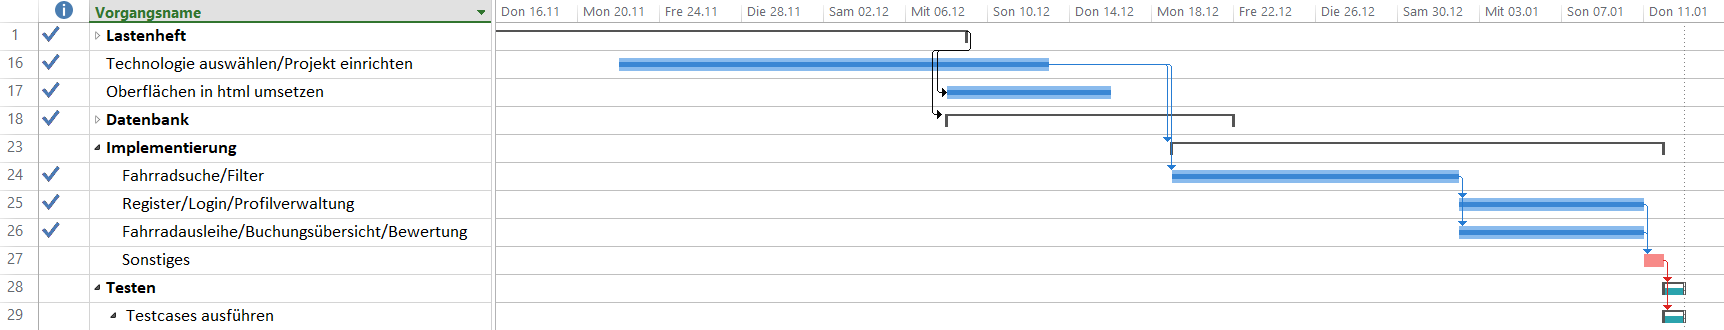 Vorgangsname
Don 16.11 Mon 20.11 Fre 24.11 Die 28.11 Sam 02.12 Mit 06.12 Son 10.12 Don 14.12 Mon 18.12 Fre 22.12 Die 26.12 Sam 30.12 Mit 03.01 Son 07.01 Don 11.01
1 Lastenheft
16 Technologie auswählen/Projekt einrichten
17 Oberflächen in html umsetzen
18 Datenbank
23 Implementierung
24 Fahrradsuche/Filter
25 Register/Login/Profilverwaltung
26 Fahrradausleihe/Buchungsübersicht/Bewertung
27 Sonstiges
28 Testen
29 Testcases ausführen